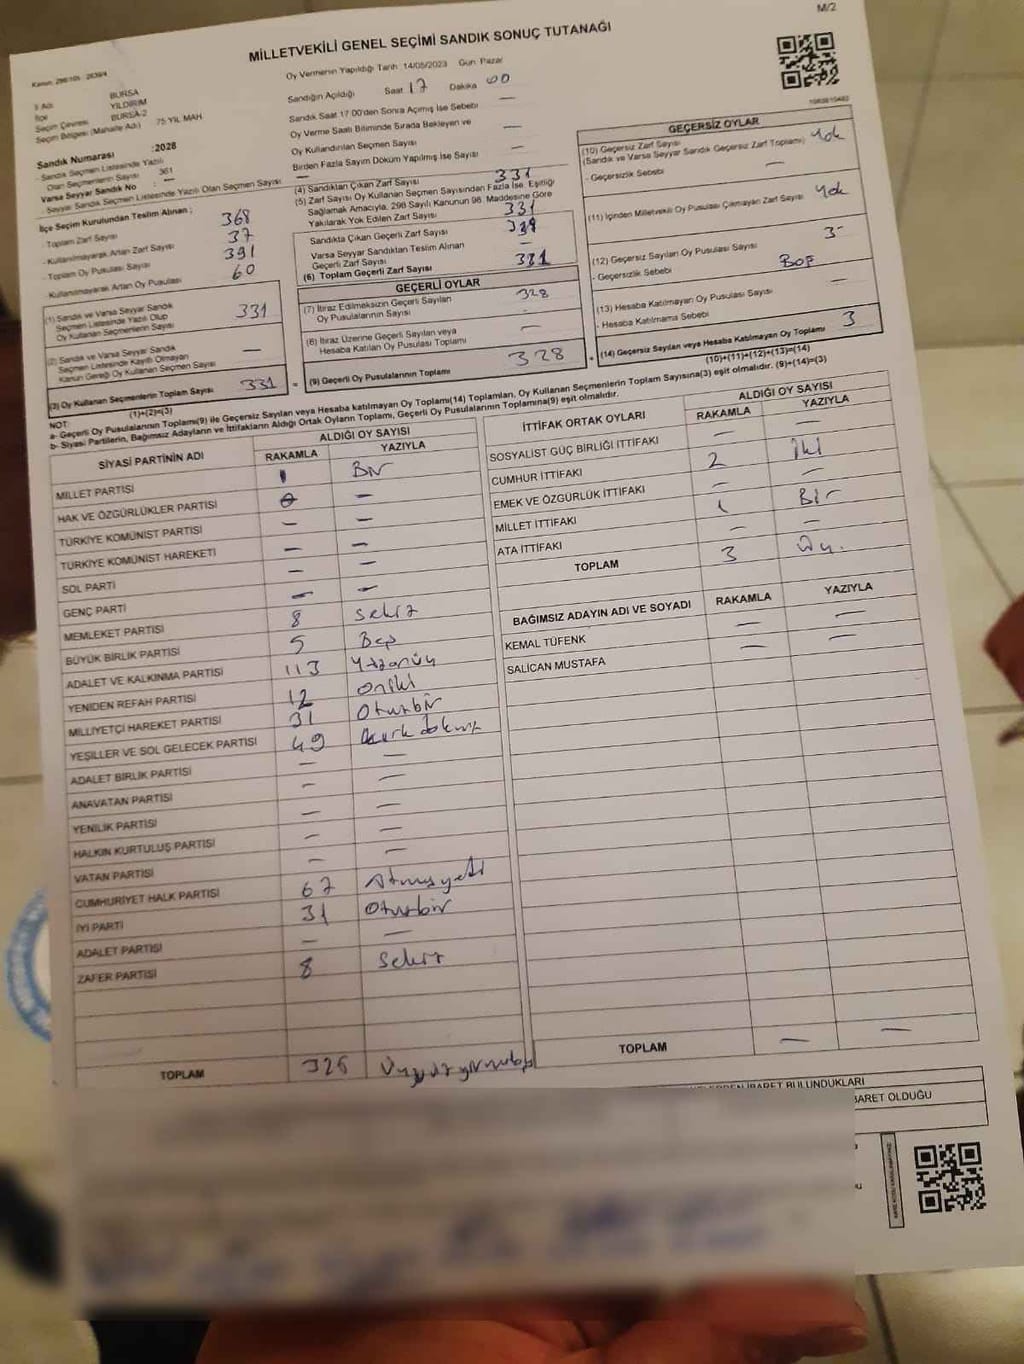 M/2
MİLLETVEKİLİ GENEL SEÇİMİ SANDIK SONUÇ TUTANAĞI
Oy Vermenin Yapıldığı Tarih :14/05/2023 Gün: Pazar
İl Adı BURSA
İlçe YILDIRIM
Seçim Çevresi BURSA-2
Seçim Bölgesi (Mahalle Adı) 75 YIL MAH
Sandık Numarası :2028
Sandık Seçmen Listesinde Yazılı
Olan Seçmenlerin Sayısı 361
Varsa Seyyar Sandık No : —
Seyyar Sandık Seçmen Listesinde Yazılı Olan Seçmen Sayısı —
Sandığın Açıldığı Saat 17 Dakika 00
Sandık Saat 17:00'den Sonra Açımış İse Sebebi —
Oy Verme Saati Bitiminde Sırada Bekleyen ve
Oy Kullandırılan Seçmen Sayısı —
Birden Fazla Sayım Döküm Yapılmış İse Sayısı —
İlçe Seçim Kurulundan Teslim Alınan ;
- Toplam Zarf Sayısı 368
- Kullanılmayarak Artan Zarf Sayısı 37
- Toplam Oy Pusulası Sayısı 391
- Kullanılmayarak Artan Oy Pusulası 60
(4) Sandıktan Çıkan Zarf Sayısı 331
(5) Zarf Sayısı Oy Kullanan Seçmen Sayısından Fazla İse, Eşitliği
Sağlamak Amacıyla, 298 Sayılı Kanunun 98. Maddesine Göre
Yakılarak Yok Edilen Zarf Sayısı 331
Sandıkta Çıkan Geçerli Zarf Sayısı
Varsa Seyyar Sandıktan Teslim Alınan
Geçerli Zarf Sayısı —
(6) Toplam Geçerli Zarf Sayısı 331
(1) Sandık ve Varsa Seyyar Sandık
Seçmen Listesinde Yazılı Olup
Oy Kullanan Seçmenlerin Sayısı 331
(2) Sandık ve Varsa Seyyar Sandık
Seçmen Listesinde Kayıtlı Olmayan
Kanun Gereği Oy Kullanan Seçmen Sayısı —
(3) Oy Kullanan Seçmenlerin Toplam Sayısı 331
(1)+(2)=(3)
GEÇERLİ OYLAR
(7) İtiraz Edilmeksizin Geçerli Sayılan
Oy Pusulalarının Sayısı 328
(8) İtiraz Üzerine Geçerli Sayılan veya
Hesaba Katılan Oy Pusulası Toplamı —
(9) Geçerli Oy Pusulalarının Toplamı 328
GEÇERSİZ OYLAR
(10) Geçersiz Zarf Sayısı
(Sandık ve Varsa Seyyar Sandık Geçersiz Zarf Toplamı) Yok
- Geçersizlik Sebebi —
(11) İçinden Milletvekili Oy Pusulası Çıkmayan Zarf Sayısı Yok
(12) Geçersiz Sayılan Oy Pusulası Sayısı 3-
- Geçersizlik Sebebi Boş
(13) Hesaba Katılmayan Oy Pusulası Sayısı —
- Hesaba Katılmama Sebebi —
(14) Geçersiz Sayılan veya Hesaba Katılmayan Oy Toplamı 3
(10)+(11)+(12)+(13)=(14)
NOT:
a- Geçerli Oy Pusulalarının Toplamı(9) ile Geçersiz Sayılan veya Hesaba katılmayan Oy Toplamı(14) Toplamları, Oy Kullanan Seçmenlerin Toplam Sayısına(3) eşit olmalıdır. (9)+(14)=(3)
b- Siyasi Partilerin, Bağımsız Adayların ve İttifakların Aldığı Ortak Oyların Toplamı, Geçerli Oy Pusulalarının Toplamına(9) eşit olmalıdır.
SİYASİ PARTİNİN ADI ALDIĞI OY SAYISI
RAKAMLA YAZIYLA
MİLLET PARTİSİ 1 Bir
HAK VE ÖZGÜRLÜKLER PARTİSİ 0 —
TÜRKİYE KOMÜNİST PARTİSİ — —
TÜRKİYE KOMÜNİST HAREKETİ — —
SOL PARTİ — —
GENÇ PARTİ — —
MEMLEKET PARTİSİ 8 Sekiz
BÜYÜK BİRLİK PARTİSİ 5 Beş
ADALET VE KALKINMA PARTİSİ 113 Yüzonüç
YENİDEN REFAH PARTİSİ 12 Oniki
MİLLİYETÇİ HAREKET PARTİSİ 31 Oturbir
YEŞİLLER VE SOL GELECEK PARTİSİ 49
ADALET BİRLİK PARTİSİ — —
ANAVATAN PARTİSİ — —
YENİLİK PARTİSİ — —
HALKIN KURTULUŞ PARTİSİ — —
VATAN PARTİSİ — —
CUMHURİYET HALK PARTİSİ 67 Atmışyedi
İYİ PARTİ 31 Oturbir
ADALET PARTİSİ — —
ZAFER PARTİSİ 8 Sekiz
TOPLAM 325
İTTİFAK ORTAK OYLARI ALDIĞI OY SAYISI
RAKAMLA YAZIYLA
SOSYALİST GÜÇ BİRLİĞİ İTTİFAKI — —
CUMHUR İTTİFAKI 2 İki
EMEK VE ÖZGÜRLÜK İTTİFAKI — —
MİLLET İTTİFAKI 1 Bir
ATA İTTİFAKI — —
TOPLAM 3 Üç.
BAĞIMSIZ ADAYIN ADI VE SOYADI RAKAMLA YAZIYLA
KEMAL TÜFENK — —
SALİCAN MUSTAFA — —
TOPLAM — —
İBARET BULUNDUKLARI
BARET OLDUĞU